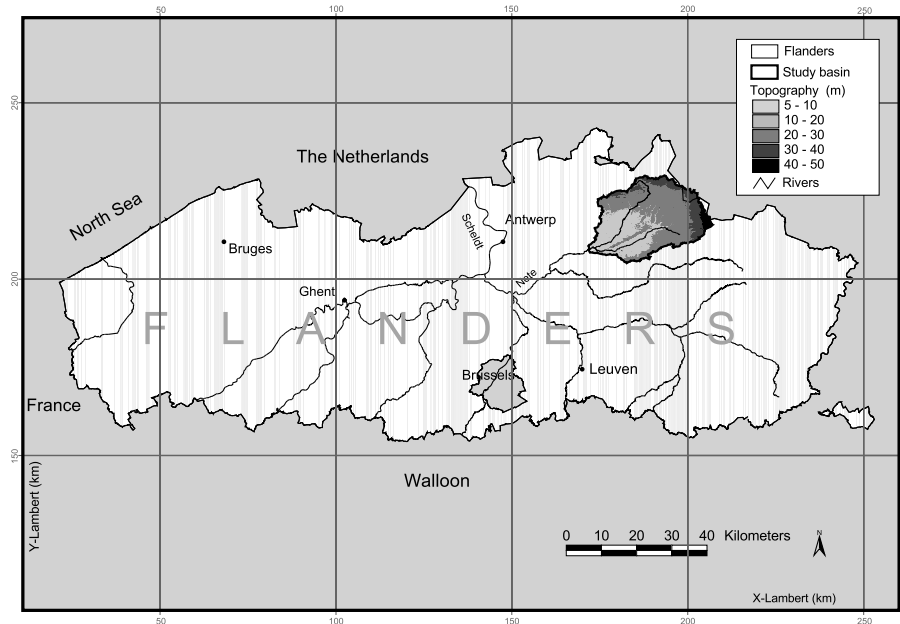 50 100 150 200 250
Flanders
Study basin
Topography (m)
5 - 10
10 - 20
20 - 30
30 - 40
40 - 50
Rivers
250
The Netherlands
North Sea
Scheldt
Antwerp
Bruges
200
Nete
Ghent
FLANDERS
Brussels
Leuven
France
150
Walloon
Y-Lambert (km)
0 10 20 30 40 Kilometers
N
X-Lambert (km)
50 100 150 200 250